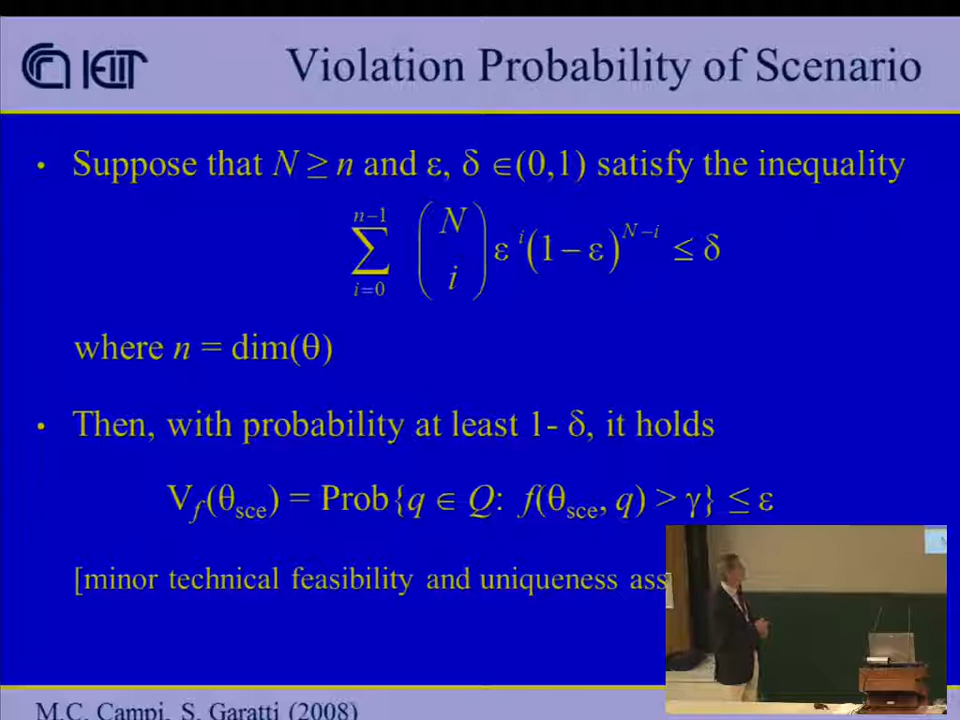 IEIIT
Violation Probability of Scenario
• Suppose that N ≥ n and ε, δ ∈(0,1) satisfy the inequality
∑_{i=0}^{n−1} (N i) ε^i (1 − ε)^{N−i} ≤ δ
where n = dim(θ)
• Then, with probability at least 1- δ, it holds
V_f(θ_sce) = Prob{q ∈ Q: f(θ_sce, q) > γ} ≤ ε
[minor technical feasibility and uniqueness
M.C. Campi, S. Garatti (2008)